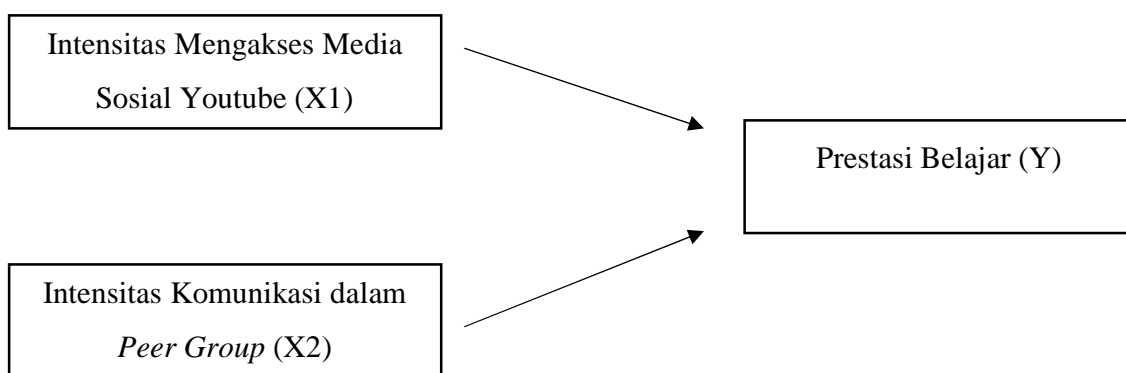 Intensitas Mengakses Media
Sosial Youtube (X1)
Prestasi Belajar (Y)
Intensitas Komunikasi dalam
Peer Group (X2)